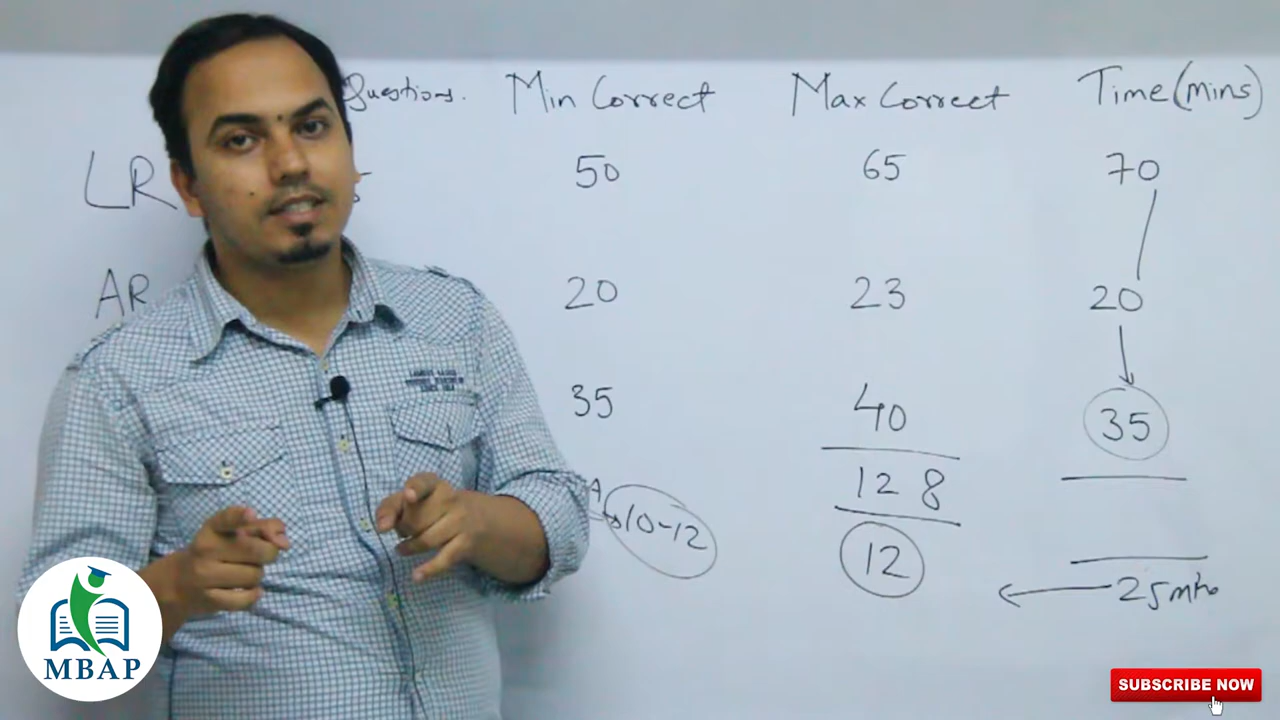 Questions. Min Correct Max Correct Time(mins)
LR 50 65 70
AR 20 23 20
35 40 35
128
10-12 12
25 mins
MBAP
SUBSCRIBE NOW